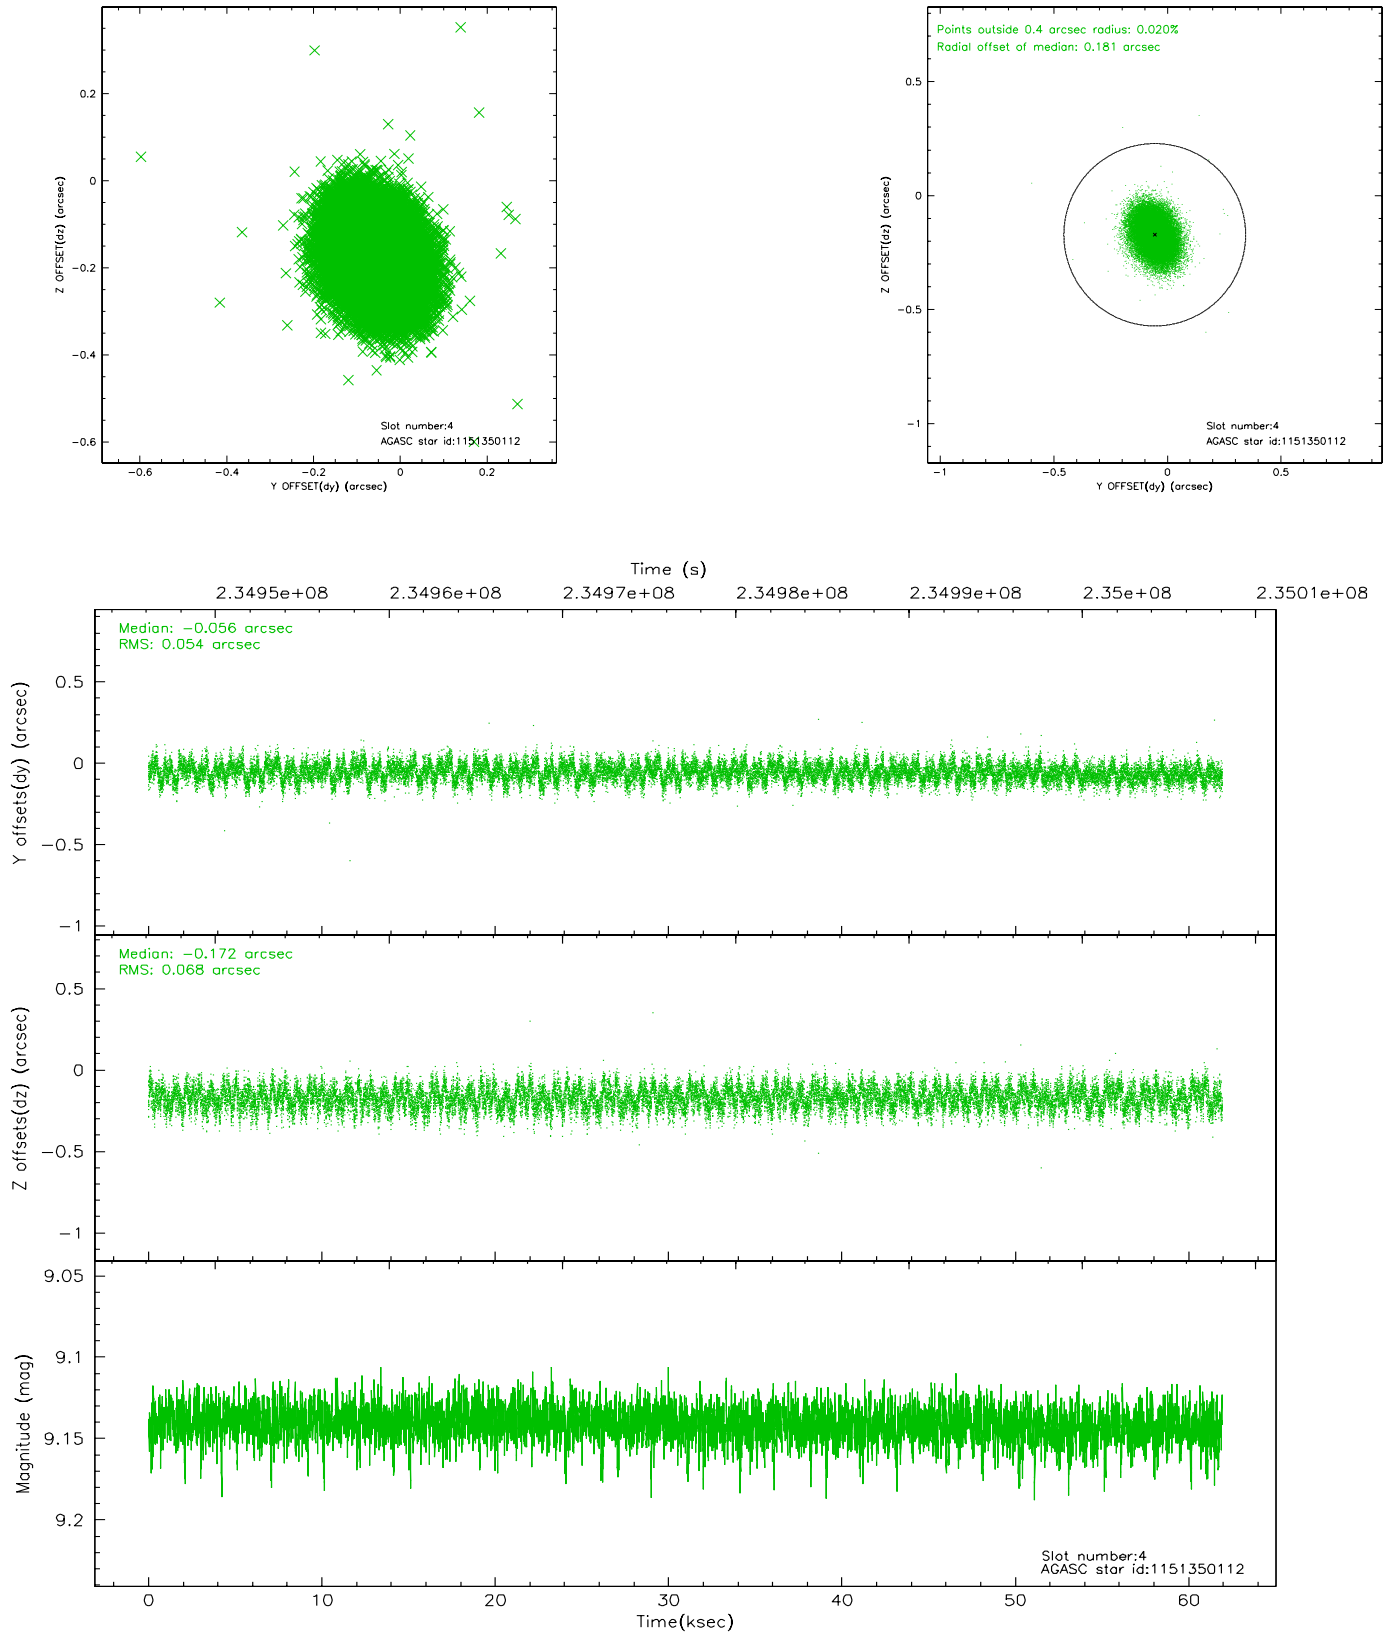 0.2
0
−0.2
−0.4
−0.6
Z OFFSET(dz) (arcsec)
Slot number:4
AGASC star id:1151350112
−0.6 −0.4 −0.2 0 0.2
Y OFFSET(dy) (arcsec)
Points outside 0.4 arcsec radius: 0.020%
Radial offset of median: 0.181 arcsec
0.5
0
−0.5
−1
Z OFFSET(dz) (arcsec)
Slot number:4
AGASC star id:1151350112
−1 −0.5 0 0.5
Y OFFSET(dy) (arcsec)
Time (s)
2.3495e+08 2.3496e+08 2.3497e+08 2.3498e+08 2.3499e+08 2.35e+08 2.3501e+08
Median: −0.056 arcsec
RMS: 0.054 arcsec
0.5
0
−0.5
−1
Y offsets(dy) (arcsec)
Median: −0.172 arcsec
RMS: 0.068 arcsec
0.5
0
−0.5
−1
Z offsets(dz) (arcsec)
9.05
9.1
9.15
9.2
Magnitude (mag)
Slot number:4
AGASC star id:1151350112
0 10 20 30 40 50 60
Time(ksec)